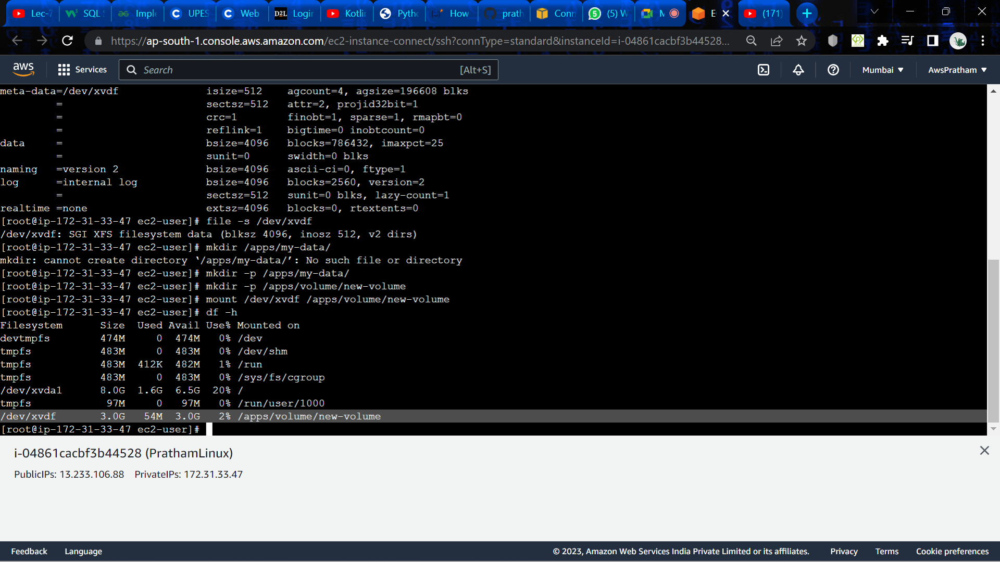 Lec-7
SQL
Imple
UPES
Web
D2L Login
Kotlin
Pytho
How
prath
Conn
(5) W
M
E
(171)
https://ap-south-1.console.aws.amazon.com/ec2-instance-connect/ssh?connType=standard&instanceId=i-04861cacbf3b44528...
aws
Services
Search [Alt+S]
Mumbai
AwsPratham
meta-data=/dev/xvdf isize=512 agcount=4, agsize=196608 blks
= sectsz=512 attr=2, projid32bit=1
= crc=1 finobt=1, sparse=1, rmapbt=0
= reflink=1 bigtime=0 inobtcount=0
data = bsize=4096 blocks=786432, imaxpct=25
= sunit=0 swidth=0 blks
naming =version 2 bsize=4096 ascii-ci=0, ftype=1
log =internal log bsize=4096 blocks=2560, version=2
= sectsz=512 sunit=0 blks, lazy-count=1
realtime =none extsz=4096 blocks=0, rtextents=0
[root@ip-172-31-33-47 ec2-user]# file -s /dev/xvdf
/dev/xvdf: SGI XFS filesystem data (blksz 4096, inosz 512, v2 dirs)
[root@ip-172-31-33-47 ec2-user]# mkdir /apps/my-data/
mkdir: cannot create directory ‘/apps/my-data/’: No such file or directory
[root@ip-172-31-33-47 ec2-user]# mkdir -p /apps/my-data/
[root@ip-172-31-33-47 ec2-user]# mkdir -p /apps/volume/new-volume
[root@ip-172-31-33-47 ec2-user]# mount /dev/xvdf /apps/volume/new-volume
[root@ip-172-31-33-47 ec2-user]# df -h
Filesystem Size Used Avail Use% Mounted on
devtmpfs 474M 0 474M 0% /dev
tmpfs 483M 0 483M 0% /dev/shm
tmpfs 483M 412K 482M 1% /run
tmpfs 483M 0 483M 0% /sys/fs/cgroup
/dev/xvda1 8.0G 1.6G 6.5G 20% /
tmpfs 97M 0 97M 0% /run/user/1000
/dev/xvdf 3.0G 54M 3.0G 2% /apps/volume/new-volume
[root@ip-172-31-33-47 ec2-user]#
i-04861cacbf3b44528 (PrathamLinux)
PublicIPs: 13.233.106.88 PrivateIPs: 172.31.33.47
Feedback Language © 2023, Amazon Web Services India Private Limited or its affiliates. Privacy Terms Cookie preferences